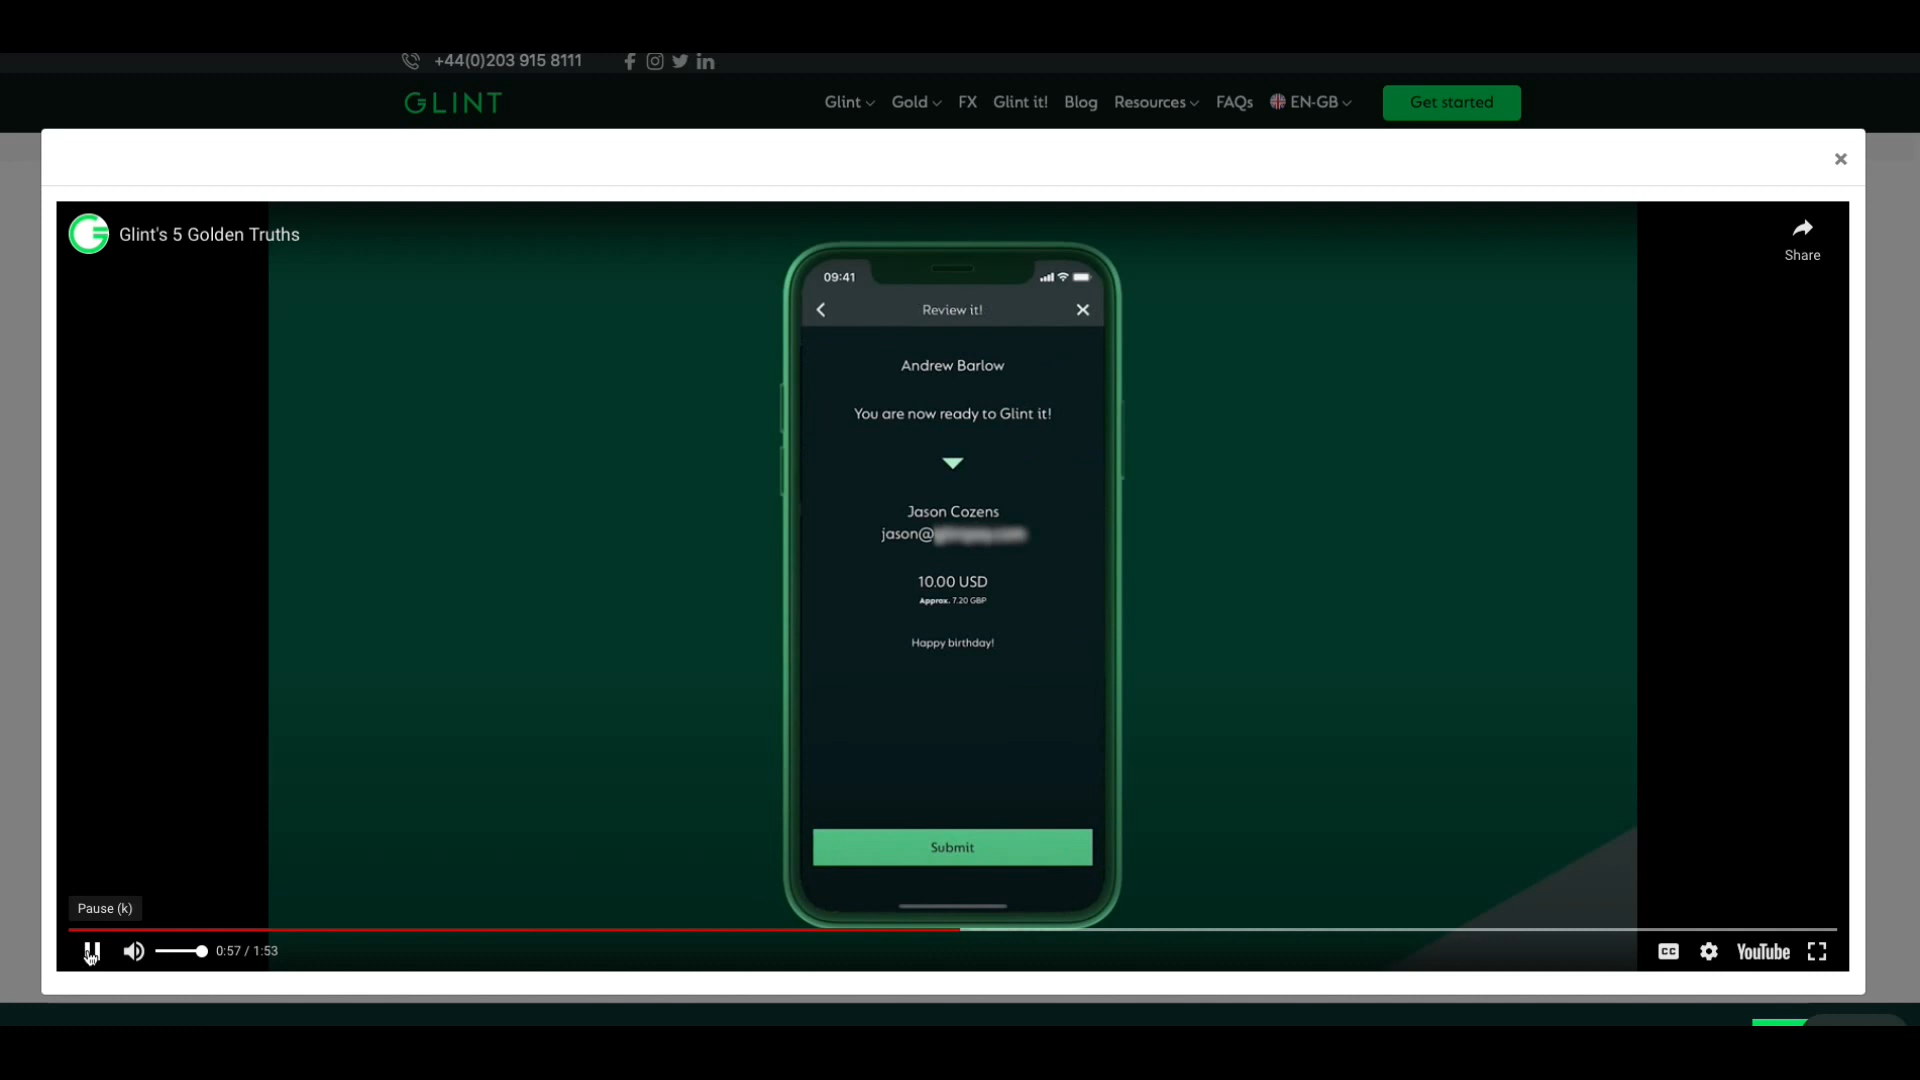 +44(0)203 915 8111
GLINT
Glint
Gold
FX
Glint it!
Blog
Resources
FAQs
EN-GB
Get started
×
Glint's 5 Golden Truths
Share
09:41
Review it!
Andrew Barlow
You are now ready to Glint it!
Jason Cozens
jason@
10.00 USD
Approx. 7.20 GBP
Happy birthday!
Submit
Pause (k)
0:57 / 1:53
CC
YouTube